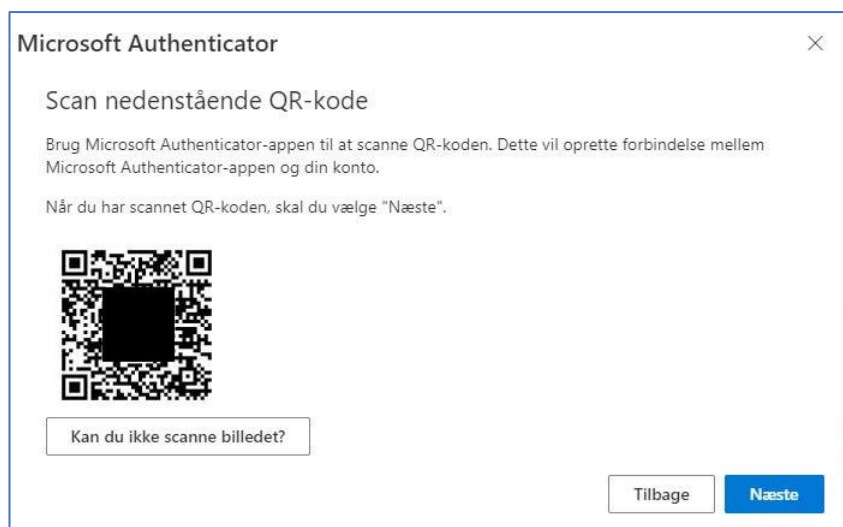 Microsoft Authenticator
Scan nedenstående QR-kode
Brug Microsoft Authenticator-appen til at scanne QR-koden. Dette vil oprette forbindelse mellem
Microsoft Authenticator-appen og din konto.
Når du har scannet QR-koden, skal du vælge "Næste".
Kan du ikke scanne billedet?
Tilbage
Næste